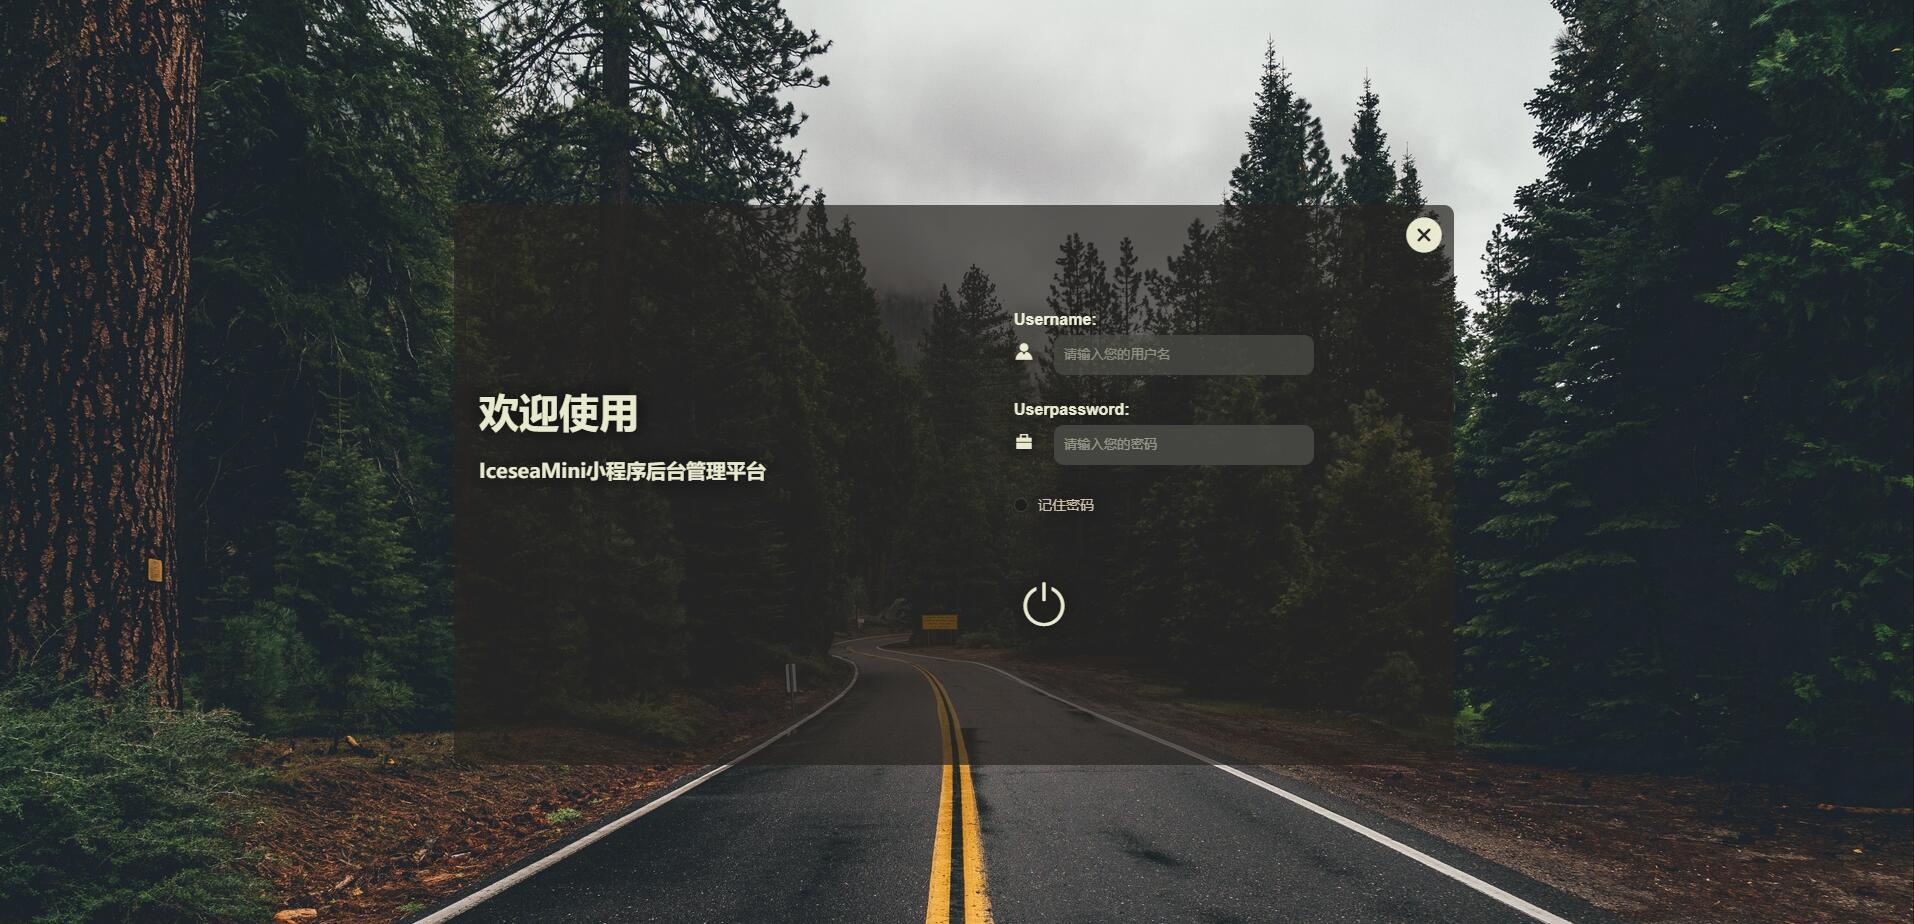 欢迎使用
IceseaMini小程序后台管理平台
Username:
请输入您的用户名
Userpassword:
请输入您的密码
记住密码